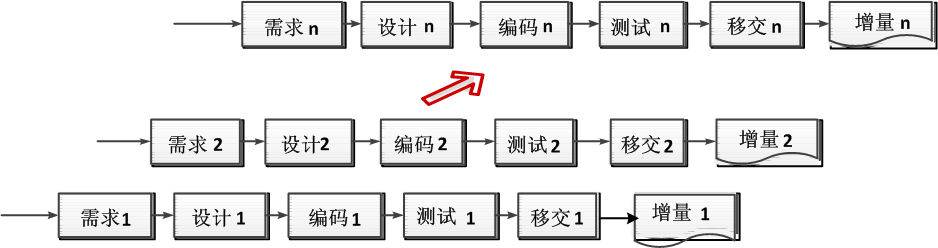 需求 n 设计 n 编码 n 测试 n 移交 n 增量 n
需求 2 设计2 编码 2 测试 2 移交 2 增量 2
需求1 设计 1 编码1 测试 1 移交1 增量 1